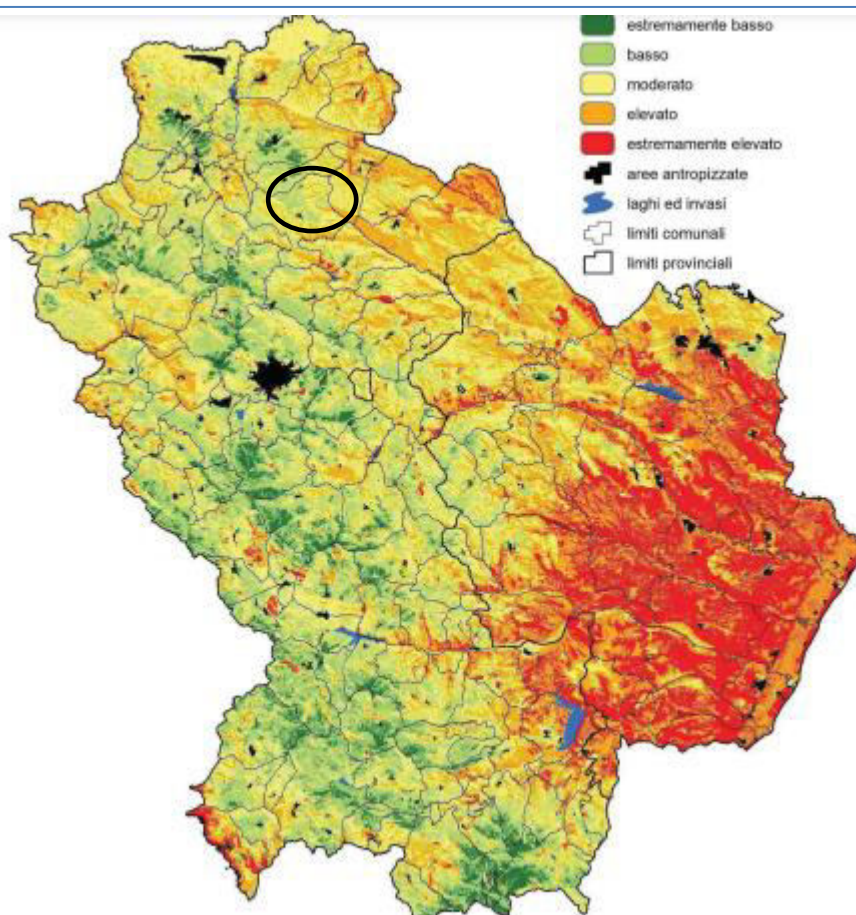 estremamente basso
basso
moderato
elevato
estremamente elevato
aree antropizzate
laghi ed invasi
limiti comunali
limiti provinciali